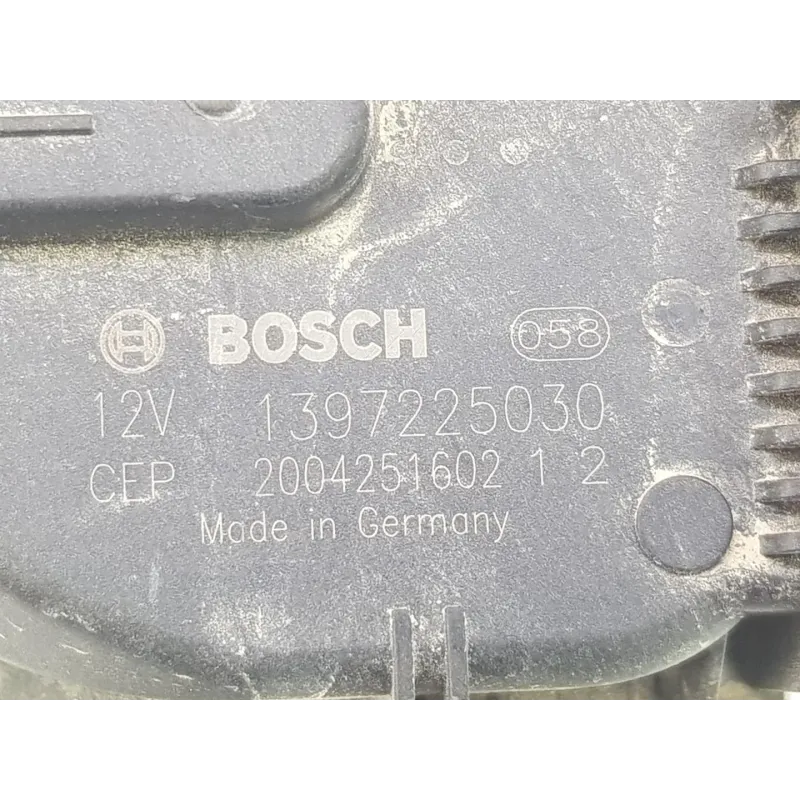 BOSCH 058
12V 1397225030
CEP 2004251602 1 2
Made in Germany